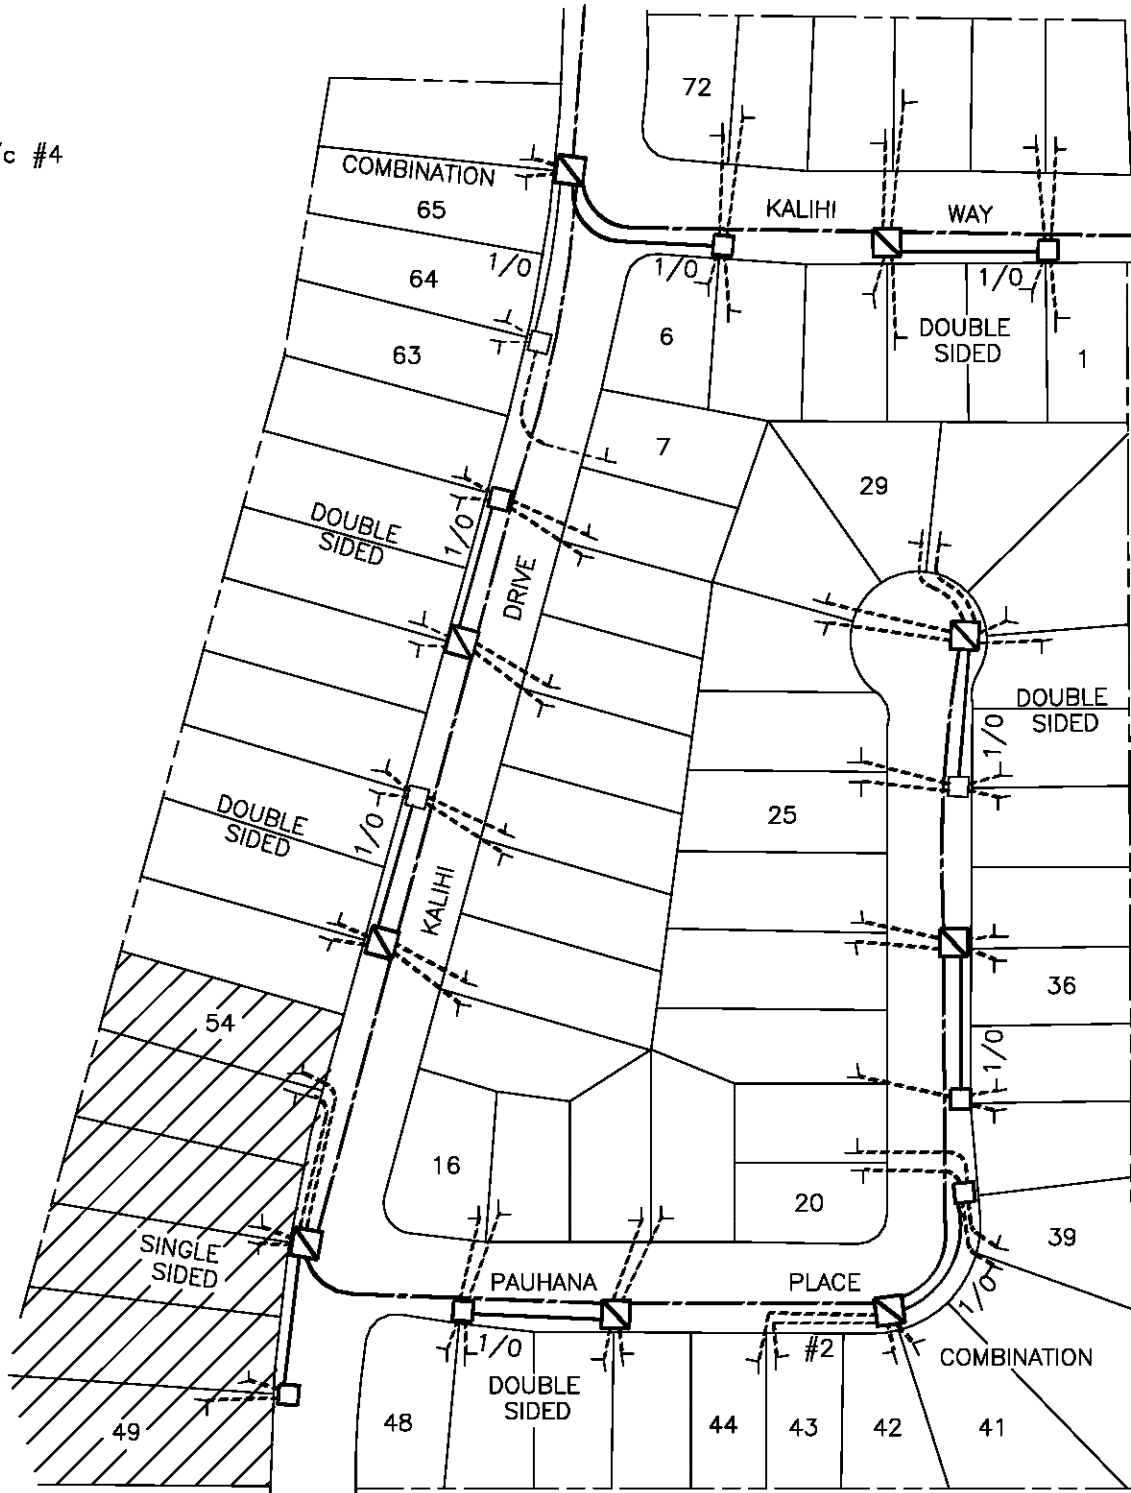 72
/c #4
COMBINATION
65
KALIHI
WAY
1/0
1/0
1/0
64
6
DOUBLE
SIDED
1
63
7
29
DOUBLE
SIDED
1/0
DRIVE
DOUBLE
SIDED
1/0
DOUBLE
SIDED
1/0
25
KALIHI
36
54
1/0
16
20
39
SINGLE
SIDED
PAUHANA
PLACE
1/0
1/0
#2
COMBINATION
DOUBLE
SIDED
49
48
44
43
42
41